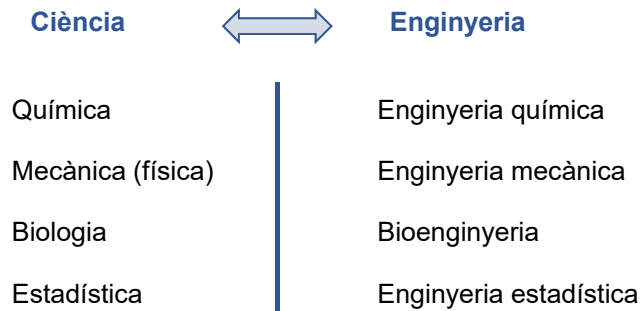 Ciència Enginyeria
Química Enginyeria química
Mecànica (física) Enginyeria mecànica
Biologia Bioenginyeria
Estadística Enginyeria estadística